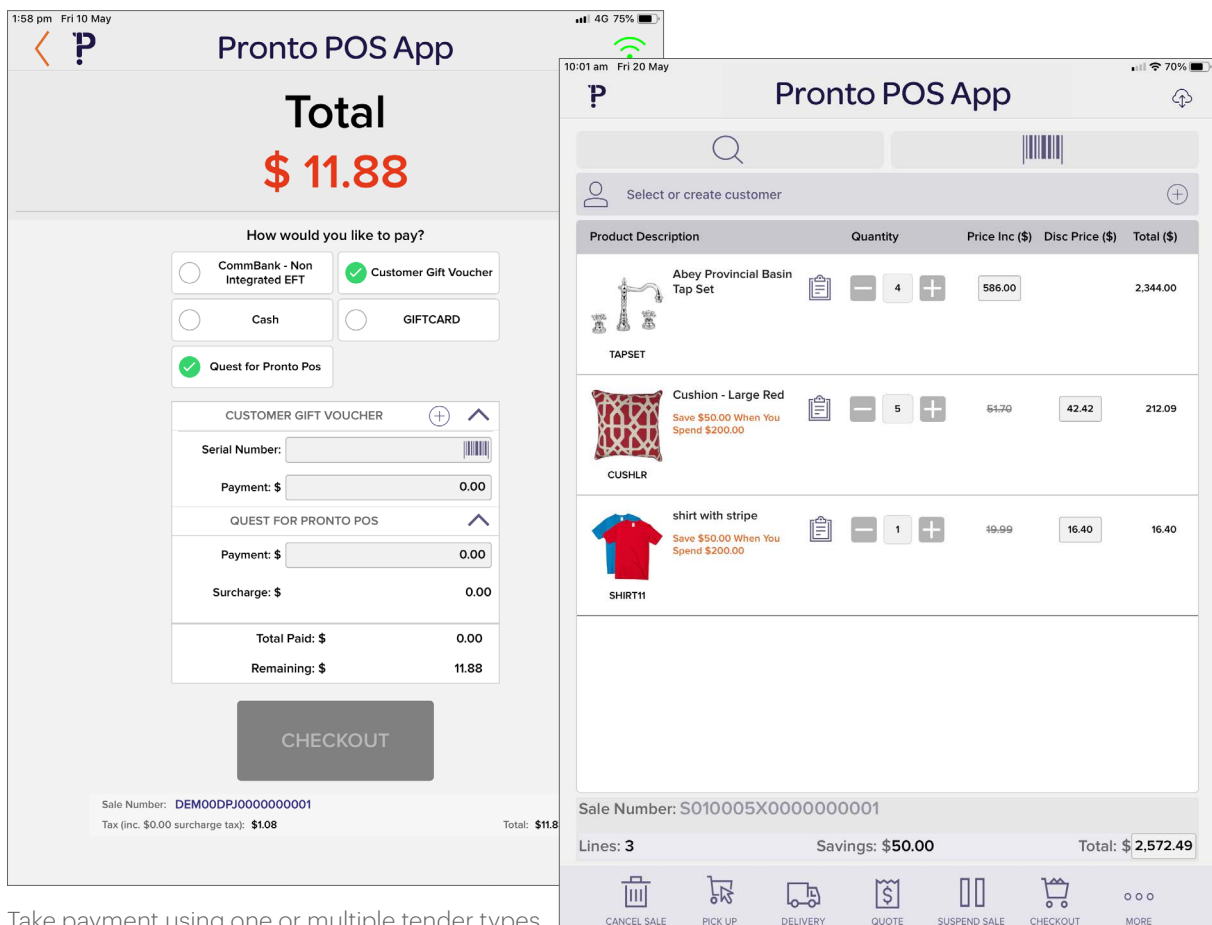 1:58 pm Fri 10 May
4G 75%
Pronto POS App
Total
$ 11.88
How would you like to pay?
CommBank - Non
Integrated EFT
Customer Gift Voucher
Cash
GIFTCARD
Quest for Pronto Pos
CUSTOMER GIFT VOUCHER
Serial Number:
Payment: $ 0.00
QUEST FOR PRONTO POS
Payment: $ 0.00
Surcharge: $ 0.00
Total Paid: $ 0.00
Remaining: $ 11.88
CHECKOUT
Sale Number: DEM00DPJ0000000001
Tax (inc. $0.00 surcharge tax): $1.08 Total: $11.8
Take payment using one or multiple tender types
10:01 am Fri 20 May
70%
Pronto POS App
Select or create customer
Product Description Quantity Price Inc ($) Disc Price ($) Total ($)
Abey Provincial Basin
Tap Set
4 586.00 2,344.00
TAPSET
Cushion - Large Red
Save $50.00 When You
Spend $200.00
5 51.70 42.42 212.09
CUSHLR
shirt with stripe
Save $50.00 When You
Spend $200.00
1 19.99 16.40 16.40
SHIRT11
Sale Number: S010005X0000000001
Lines: 3 Savings: $50.00 Total: $ 2,572.49
CANCEL SALE PICK UP DELIVERY QUOTE SUSPEND SALE CHECKOUT MORE